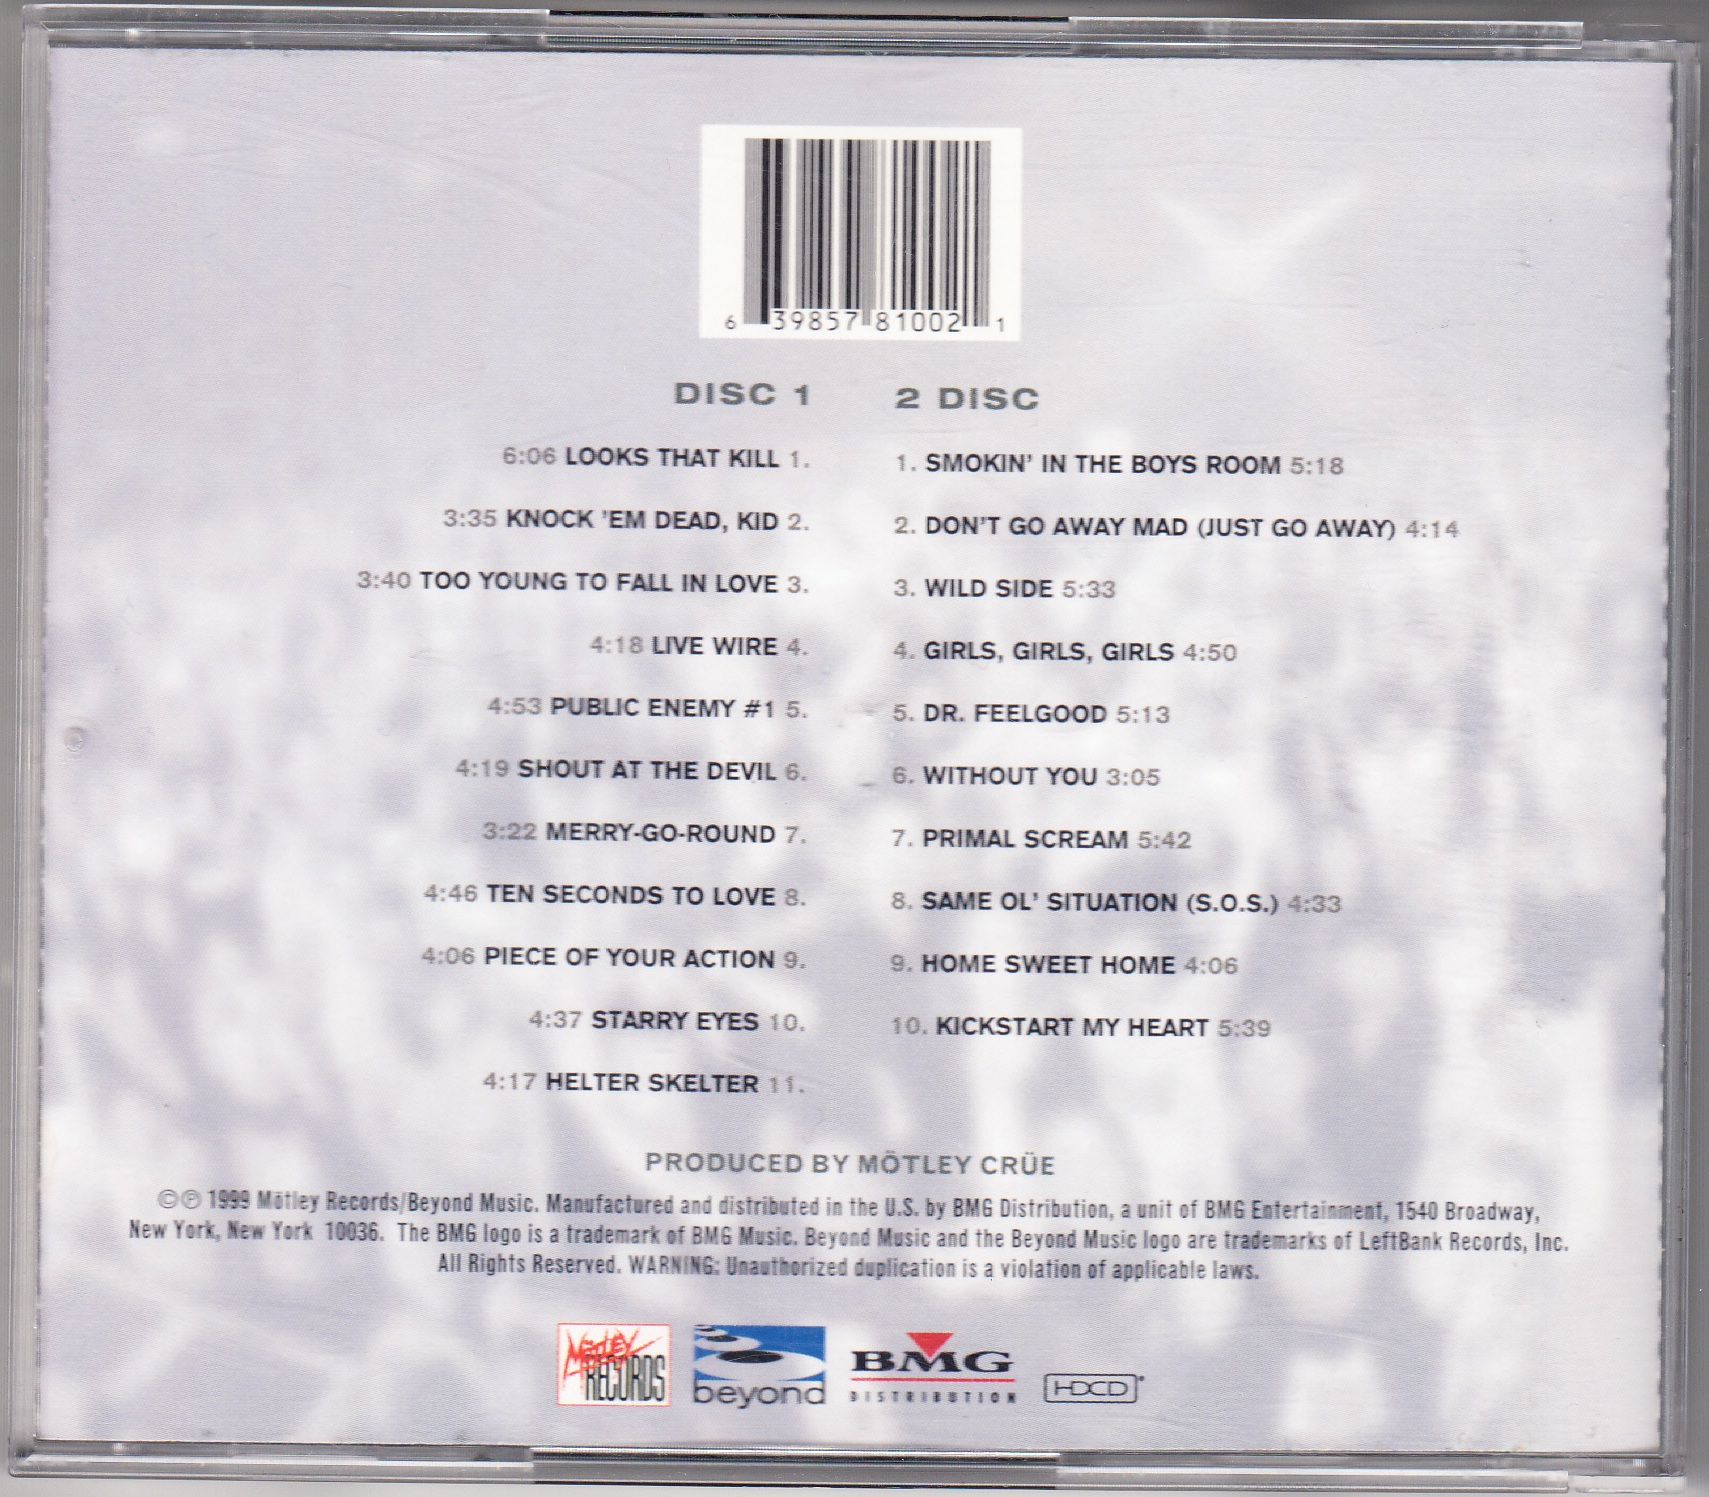 6 39857 81002 1
DISC 1
6:06 LOOKS THAT KILL 1.
3:35 KNOCK 'EM DEAD, KID 2.
3:40 TOO YOUNG TO FALL IN LOVE 3.
4:18 LIVE WIRE 4.
4:53 PUBLIC ENEMY #1 5.
4:19 SHOUT AT THE DEVIL 6.
3:22 MERRY-GO-ROUND 7.
4:46 TEN SECONDS TO LOVE 8.
4:06 PIECE OF YOUR ACTION 9.
4:37 STARRY EYES 10.
4:17 HELTER SKELTER 11.
2 DISC
1. SMOKIN' IN THE BOYS ROOM 5:18
2. DON'T GO AWAY MAD (JUST GO AWAY) 4:14
3. WILD SIDE 5:33
4. GIRLS, GIRLS, GIRLS 4:50
5. DR. FEELGOOD 5:13
6. WITHOUT YOU 3:05
7. PRIMAL SCREAM 5:42
8. SAME OL' SITUATION (S.O.S.) 4:33
9. HOME SWEET HOME 4:06
10. KICKSTART MY HEART 5:39
PRODUCED BY MÖTLEY CRÜE
©℗ 1999 Mötley Records/Beyond Music. Manufactured and distributed in the U.S. by BMG Distribution, a unit of BMG Entertainment, 1540 Broadway,
New York, New York 10036. The BMG logo is a trademark of BMG Music. Beyond Music and the Beyond Music logo are trademarks of LeftBank Records, Inc.
All Rights Reserved. WARNING: Unauthorized duplication is a violation of applicable laws.
MÖTLEY
RECORDS
beyond
BMG
DISTRIBUTION
HDCD